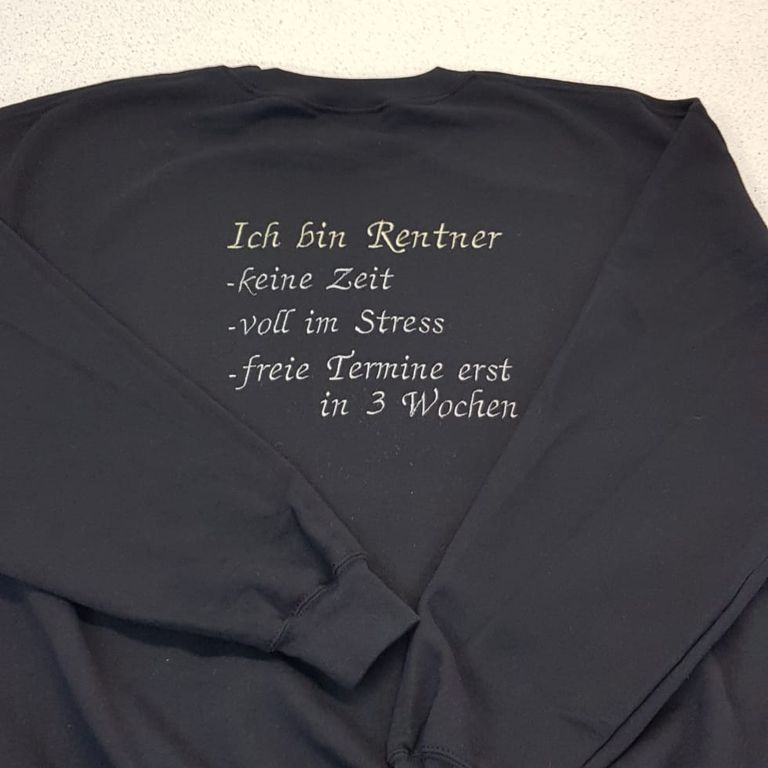 Ich bin Rentner
-keine Zeit
-voll im Stress
-freie Termine erst
in 3 Wochen